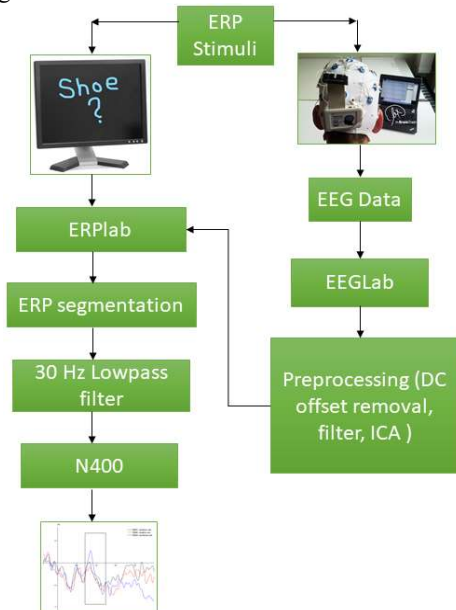 ERP
Stimuli
Shoe
?
EEG Data
ERPlab
EEGLab
ERP segmentation
Preprocessing (DC
offset removal,
filter, ICA )
30 Hz Lowpass
filter
N400